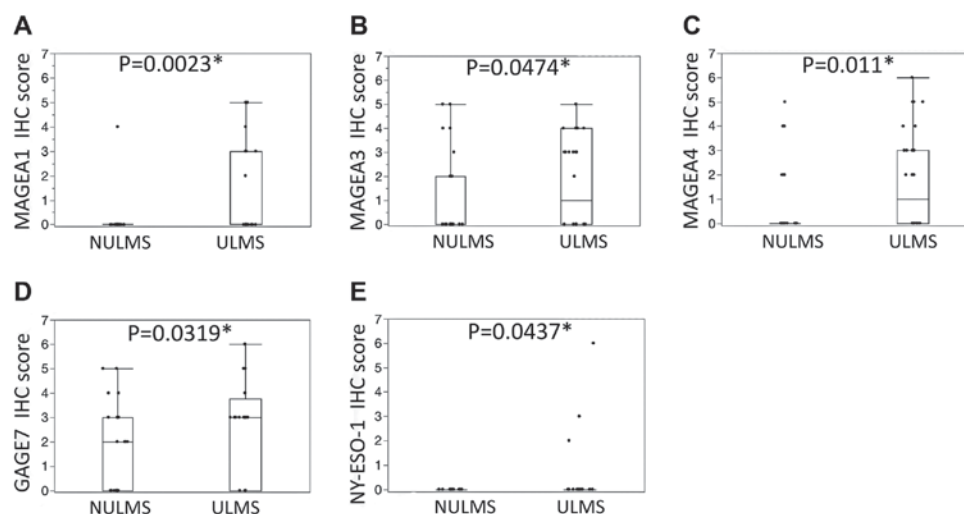 A
MAGEA1 IHC score
7
6
5
4
3
2
1
0
P=0.0023*
NULMS ULMS
B
MAGEA3 IHC score
7
6
5
4
3
2
1
0
P=0.0474*
NULMS ULMS
C
MAGEA4 IHC score
7
6
5
4
3
2
1
0
P=0.011*
NULMS ULMS
D
GAGE7 IHC score
7
6
5
4
3
2
1
0
P=0.0319*
NULMS ULMS
E
NY-ESO-1 IHC score
7
6
5
4
3
2
1
0
P=0.0437*
NULMS ULMS